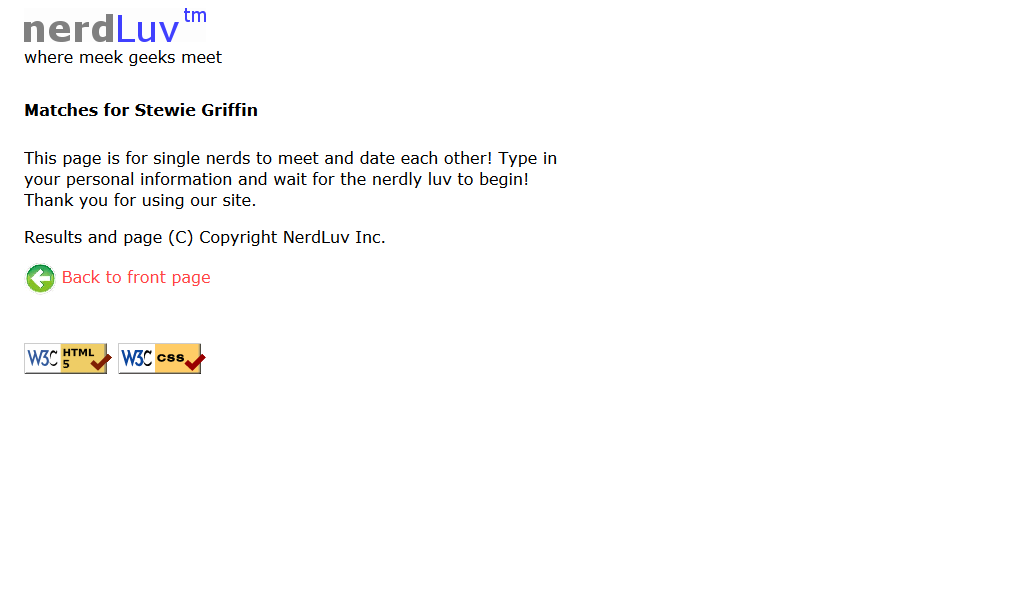 nerdLuv tm
where meek geeks meet
Matches for Stewie Griffin
This page is for single nerds to meet and date each other! Type in
your personal information and wait for the nerdly luv to begin!
Thank you for using our site.
Results and page (C) Copyright NerdLuv Inc.
Back to front page
W3C HTML 5 W3C css